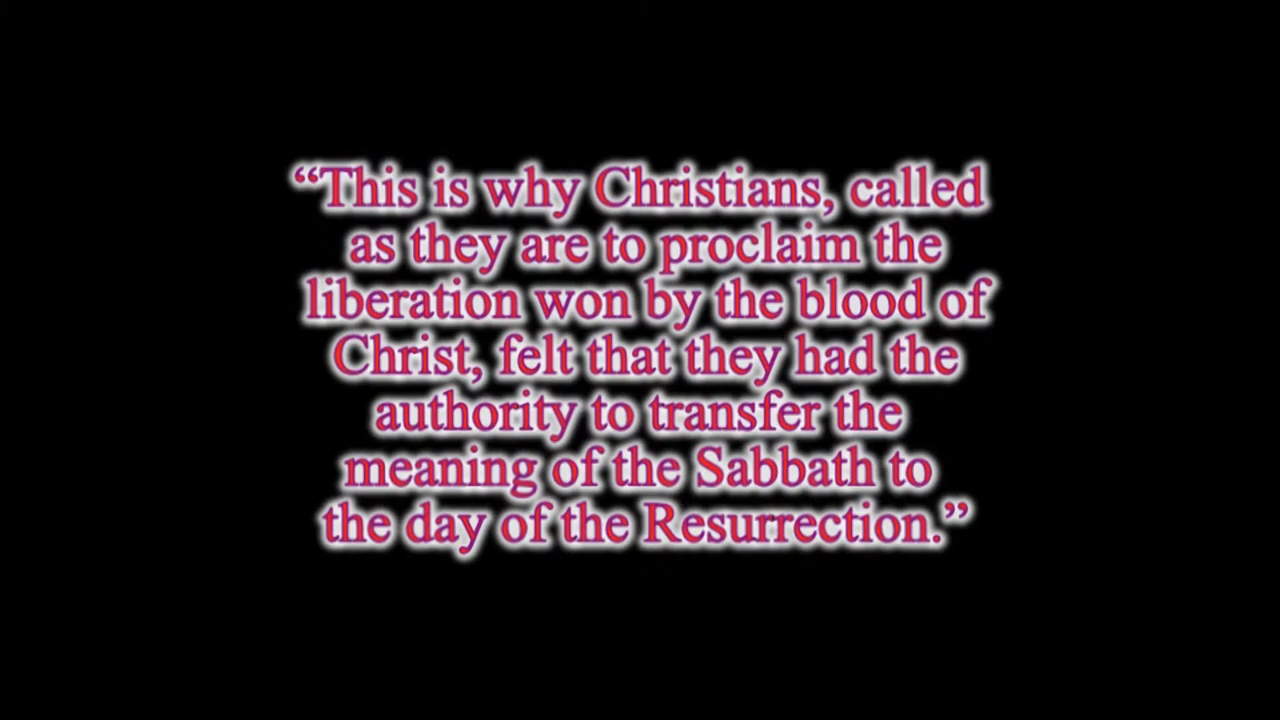 “This is why Christians, called
as they are to proclaim the
liberation won by the blood of
Christ, felt that they had the
authority to transfer the
meaning of the Sabbath to
the day of the Resurrection.”